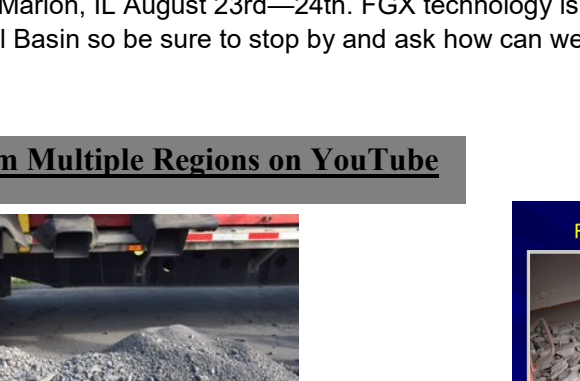 Marion, IL August 23rd—24th. FGX technology is
l Basin so be sure to stop by and ask how can we
m Multiple Regions on YouTube